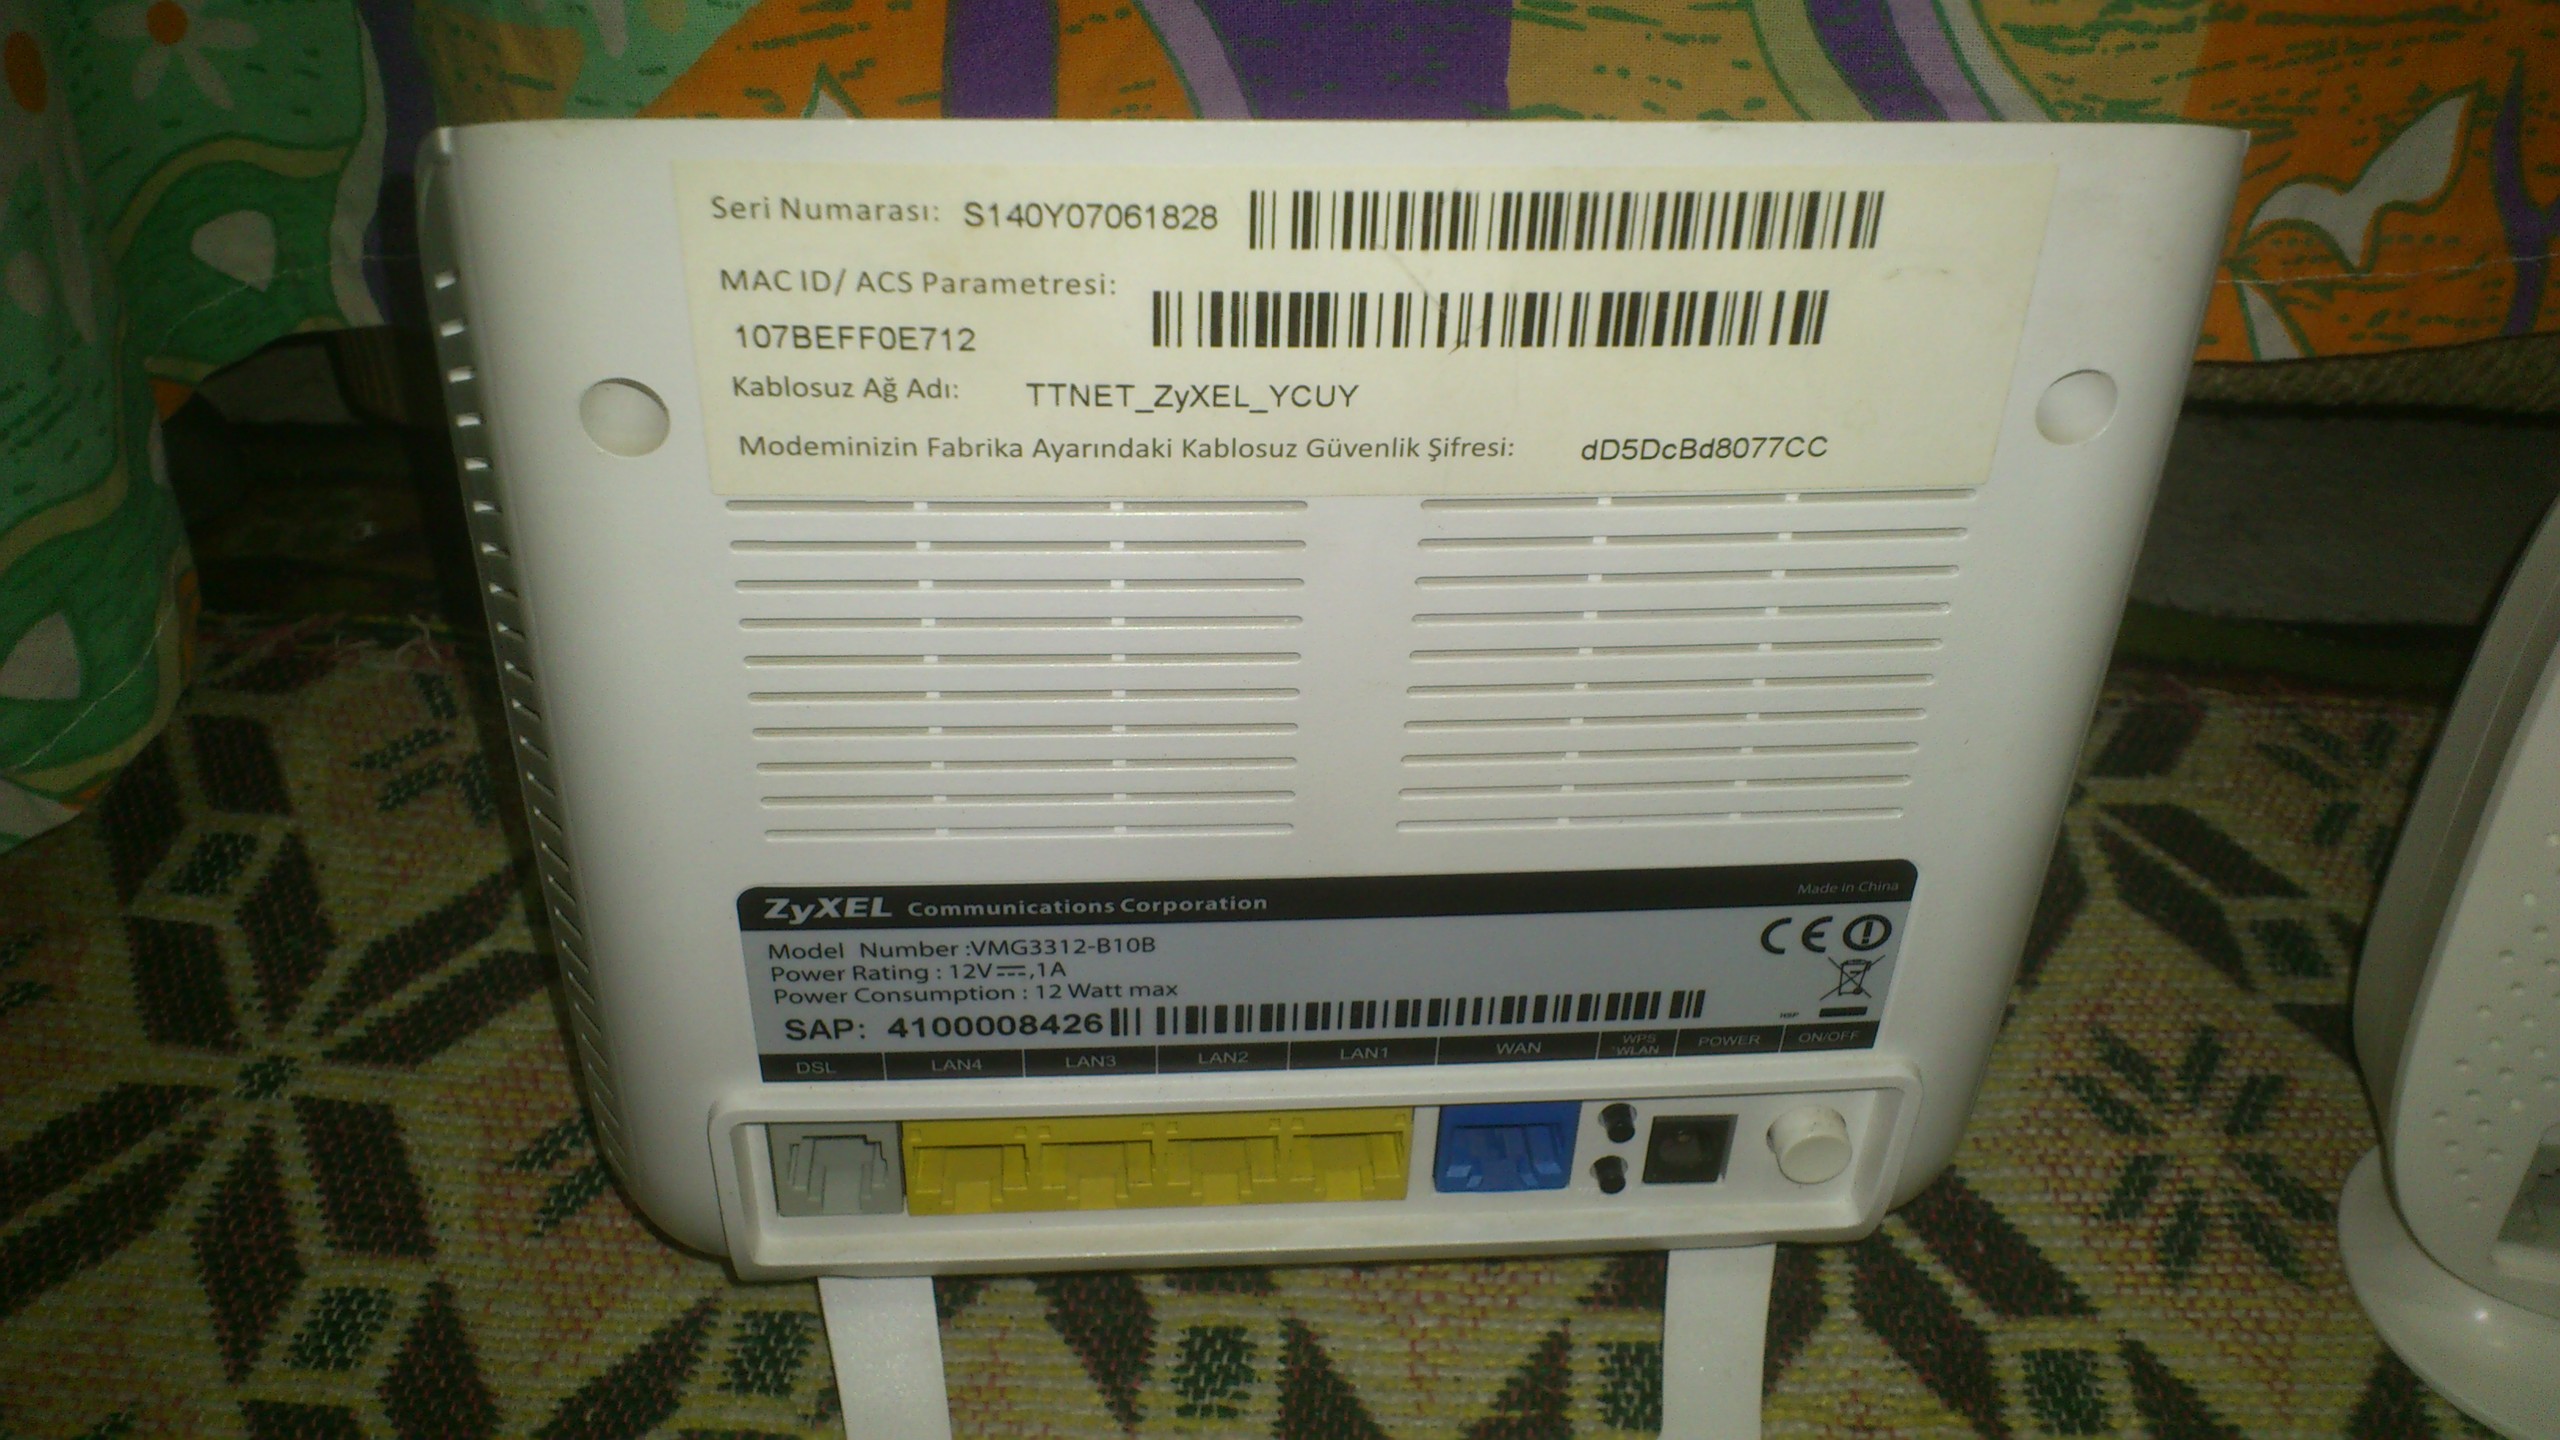 Seri Numarası: S140Y07061828
MAC ID/ ACS Parametresi:
107BEFF0E712
Kablosuz Ağ Adı: TTNET_ZyXEL_YCUY
Modeminizin Fabrika Ayarındaki Kablosuz Güvenlik Şifresi: dD5DcBd8077CC
ZyXEL Communications Corporation Made in China
Model Number :VMG3312-B10B
Power Rating : 12V⎓,1A
Power Consumption : 12 Watt max
CE
SAP: 4100008426
DSL LAN4 LAN3 LAN2 LAN1 WAN WPS WLAN POWER ON/OFF